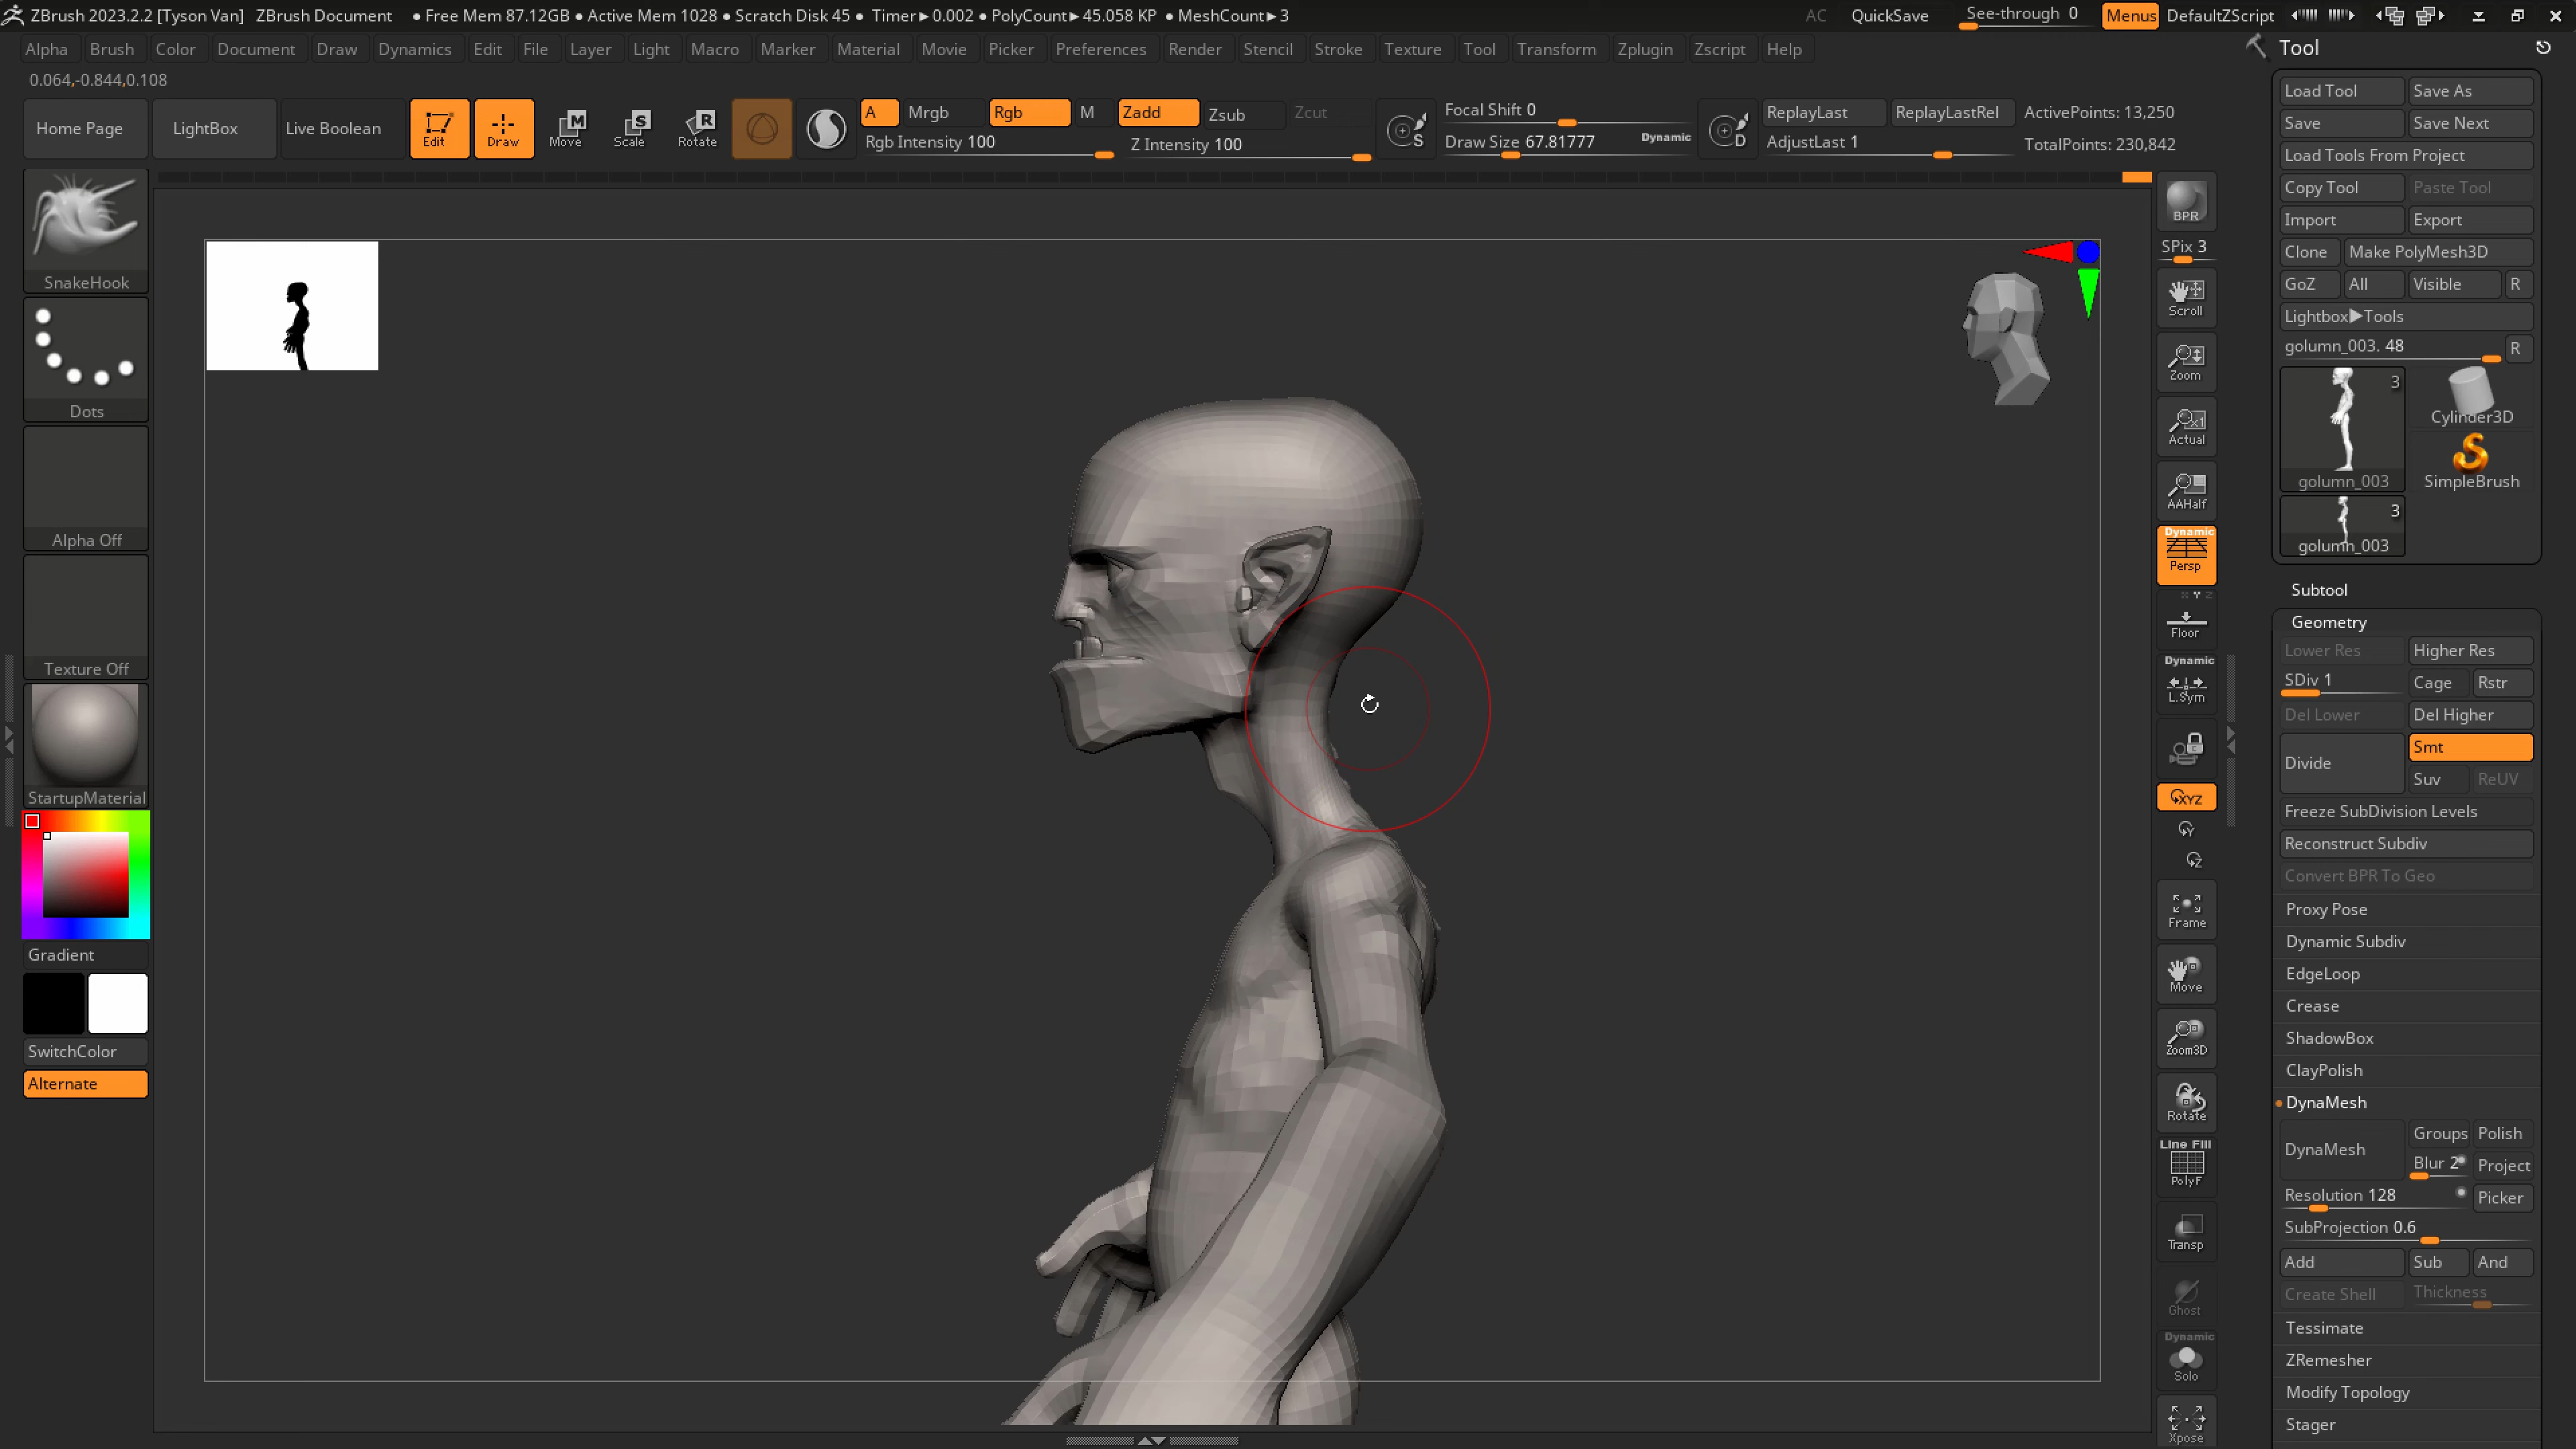 ZBrush 2023.2.2 [Tyson Van] ZBrush Document • Free Mem 87.12GB • Active Mem 1028 • Scratch Disk 45 • Timer►0.002 • PolyCount►45.058 KP • MeshCount►3 AC QuickSave See-through 0 Menus DefaultZScript
Alpha Brush Color Document Draw Dynamics Edit File Layer Light Macro Marker Material Movie Picker Preferences Render Stencil Stroke Texture Tool Transform Zplugin Zscript Help
0.064,-0.844,0.108
Home Page LightBox Live Boolean Edit Draw Move Scale Rotate
M S R
A Mrgb Rgb M Zadd Zsub Zcut
Rgb Intensity 100 Z Intensity 100
S Focal Shift 0
Draw Size 67.81777 Dynamic
D ReplayLast ReplayLastRel ActivePoints: 13,250
AdjustLast 1 TotalPoints: 230,842
SnakeHook
Dots
Alpha Off
Texture Off
StartupMaterial
Gradient
SwitchColor
Alternate
BPR
SPix 3
Scroll
Zoom
x1
Actual
AAHalf
Dynamic
Persp
X Y Z
Floor
Dynamic
L.Sym
XYZ
Y
Z
Frame
Move
Zoom3D
Rotate
Line Fill
PolyF
Transp
Ghost
Dynamic
Solo
Xpose
Tool
Load Tool Save As
Save Save Next
Load Tools From Project
Copy Tool Paste Tool
Import Export
Clone Make PolyMesh3D
GoZ All Visible R
Lightbox►Tools
golumn_003. 48 R
3
Cylinder3D
golumn_003 SimpleBrush
3
golumn_003
Subtool
Geometry
Lower Res Higher Res
SDiv 1 Cage Rstr
Del Lower Del Higher
Divide Smt
Suv ReUV
Freeze SubDivision Levels
Reconstruct Subdiv
Convert BPR To Geo
Proxy Pose
Dynamic Subdiv
EdgeLoop
Crease
ShadowBox
ClayPolish
DynaMesh
DynaMesh Groups Polish
Blur 2 Project
Resolution 128 Picker
SubProjection 0.6
Add Sub And
Create Shell Thickness
Tessimate
ZRemesher
Modify Topology
Stager